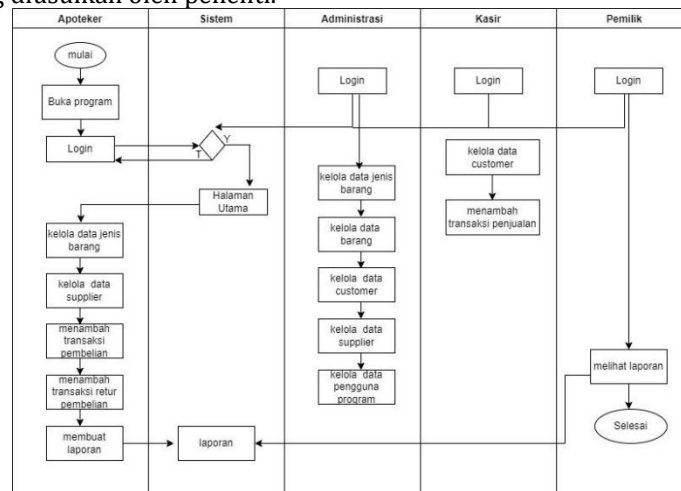 diusulkan oleh peneliti.
Apoteker
Sistem
Administrasi
Kasir
Pemilik
mulai
Buka program
Login
T
Y
Halaman
Utama
kelola data jenis
barang
kelola data
supplier
menambah
transaksi
pembelian
menambah
transaksi retur
pembelian
membuat
laporan
laporan
Login
kelola data jenis
barang
kelola data
barang
kelola data
customer
kelola data
supplier
kelola data
pengguna
program
Login
kelola data
customer
menambah
transaksi penjualan
Login
melihat laporan
Selesai